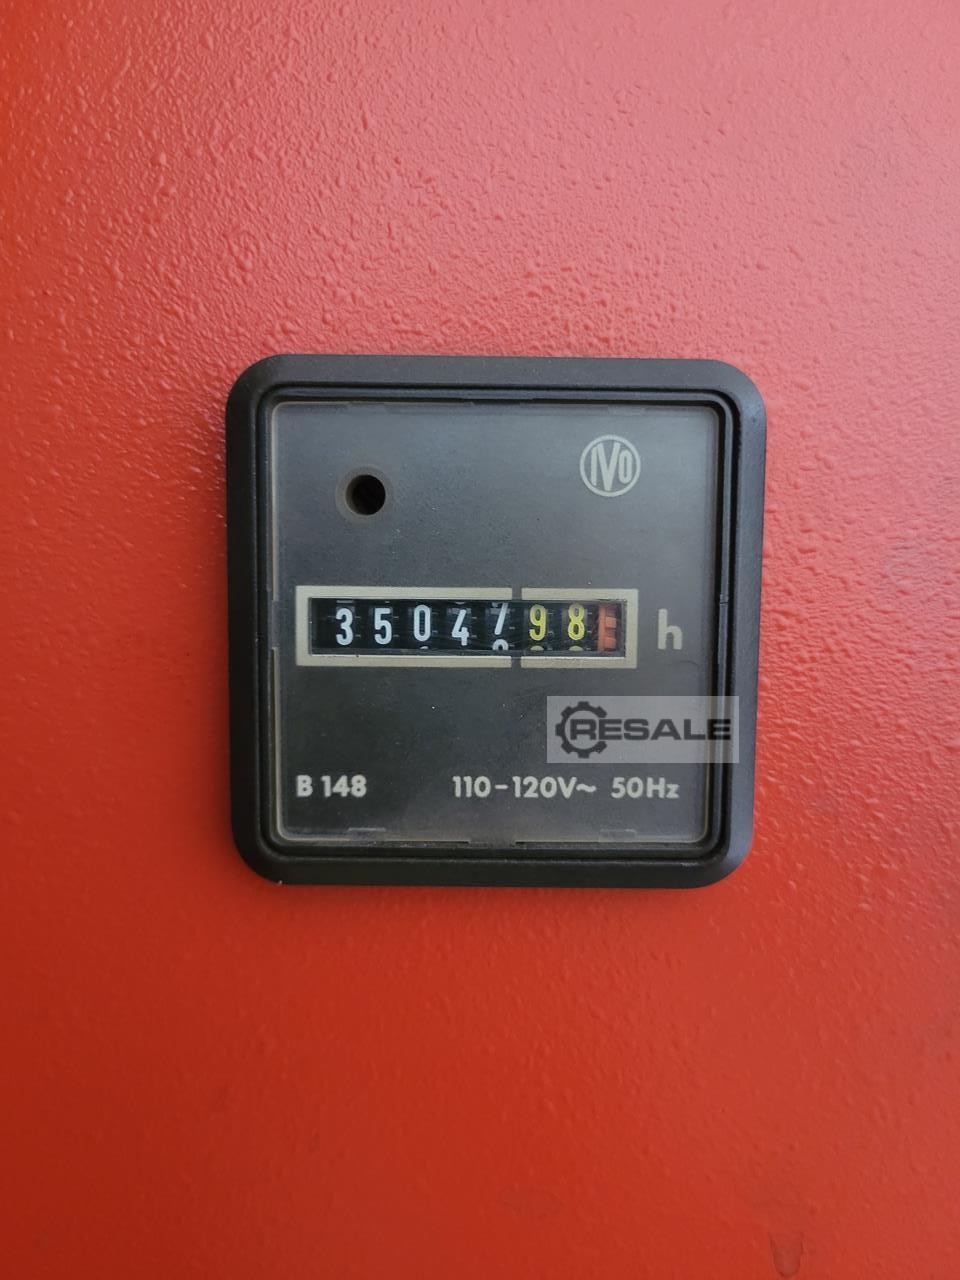 IVO
3504798 h
RESALE
B 148 110-120V~ 50Hz